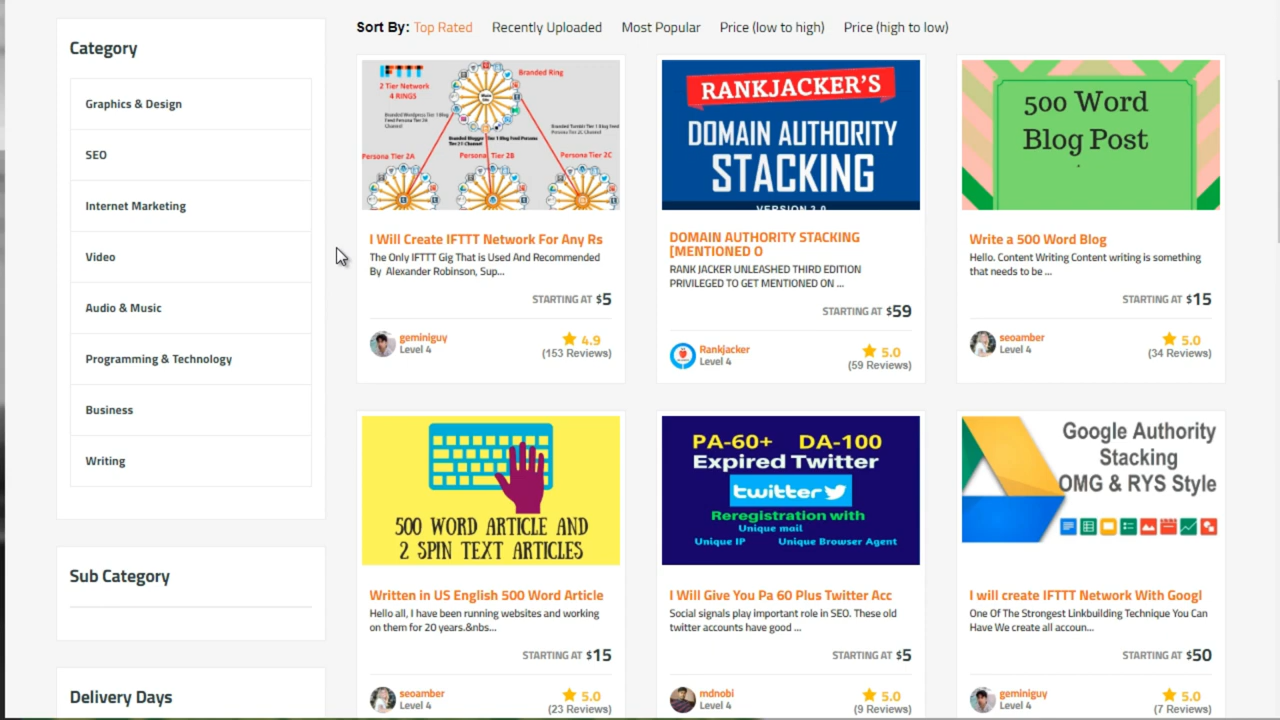 Category
Graphics & Design
SEO
Internet Marketing
Video
Audio & Music
Programming & Technology
Business
Writing
Sub Category
Delivery Days
Sort By: Top Rated Recently Uploaded Most Popular Price (low to high) Price (high to low)
IFTTT
2 Tier Network
4 RINGS
Branded Ring
Persona Tier 2A
Persona Tier 2B
Persona Tier 2C
I Will Create IFTTT Network For Any Rs
The Only IFTTT Gig That is Used And Recommended
By Alexander Robinson, Sup...
STARTING AT $5
geminiguy
Level 4
4.9
(153 Reviews)
RANKJACKER'S
DOMAIN AUTHORITY
STACKING
VERSION 3.0
DOMAIN AUTHORITY STACKING
[MENTIONED O
RANK JACKER UNLEASHED THIRD EDITION
PRIVILEGED TO GET MENTIONED ON ...
STARTING AT $59
Rankjacker
Level 4
5.0
(59 Reviews)
500 Word
Blog Post
Write a 500 Word Blog
Hello. Content Writing Content writing is something
that needs to be ...
STARTING AT $15
seoamber
Level 4
5.0
(34 Reviews)
500 WORD ARTICLE AND
2 SPIN TEXT ARTICLES
Written in US English 500 Word Article
Hello all, I have been running websites and working
on them for 20 years.&nbs...
STARTING AT $15
seoamber
Level 4
5.0
(23 Reviews)
PA-60+ DA-100
Expired Twitter
twitter
Reregistration with
Unique mail
Unique IP Unique Browser Agent
I Will Give You Pa 60 Plus Twitter Acc
Social signals play important role in SEO. These old
twitter accounts have good ...
STARTING AT $5
mdnobi
Level 4
5.0
(9 Reviews)
Google Authority
Stacking
OMG & RYS Style
I will create IFTTT Network With Googl
One Of The Strongest Linkbuilding Technique You Can
Have We create all accoun...
STARTING AT $50
geminiguy
Level 4
5.0
(7 Reviews)